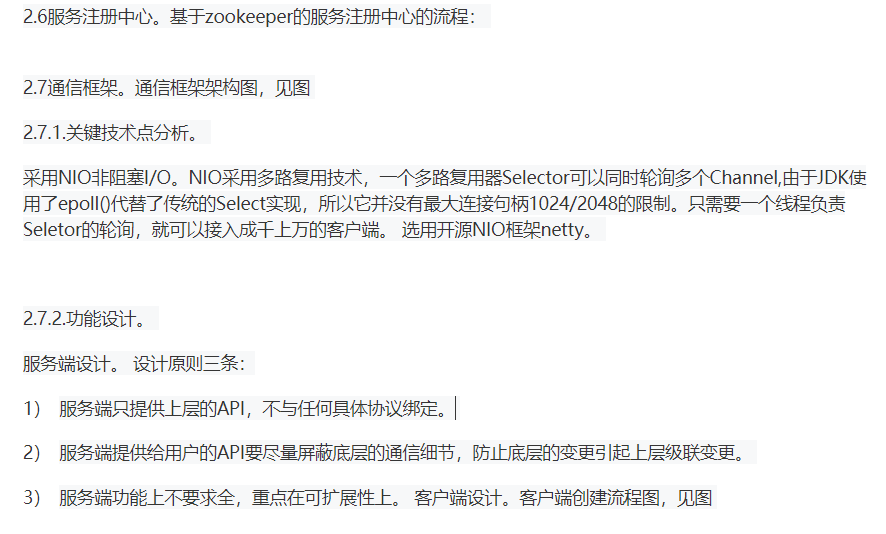 2.6服务注册中心。基于zookeeper的服务注册中心的流程：
2.7通信框架。通信框架架构图，见图
2.7.1.关键技术点分析。
采用NIO非阻塞I/O。NIO采用多路复用技术，一个多路复用器Selector可以同时轮询多个Channel,由于JDK使
用了epoll()代替了传统的Select实现，所以它并没有最大连接句柄1024/2048的限制。只需要一个线程负责
Seletor的轮询，就可以接入成千上万的客户端。 选用开源NIO框架netty。
2.7.2.功能设计。
服务端设计。 设计原则三条：
1） 服务端只提供上层的API，不与任何具体协议绑定。
2） 服务端提供给用户的API要尽量屏蔽底层的通信细节，防止底层的变更引起上层级联变更。
3） 服务端功能上不要求全，重点在可扩展性上。 客户端设计。客户端创建流程图，见图